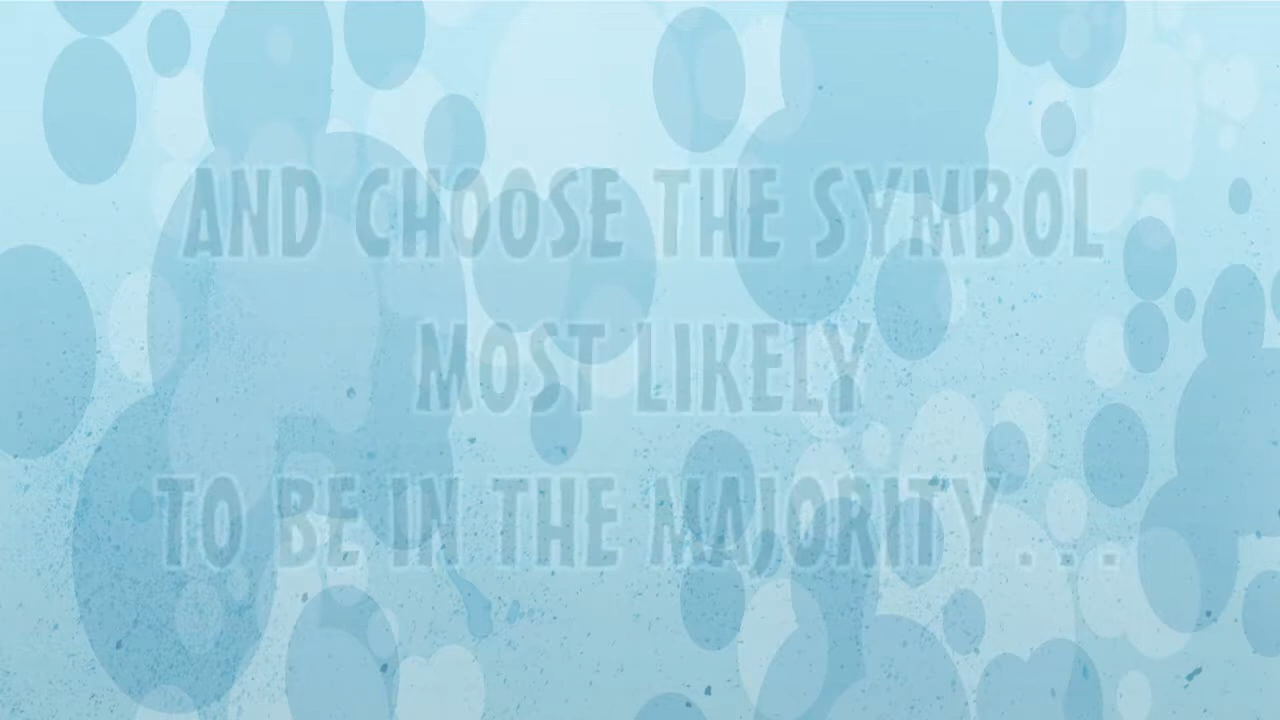 AND CHOOSE THE SYMBOL
MOST LIKELY
TO BE IN THE MAJORITY . . .